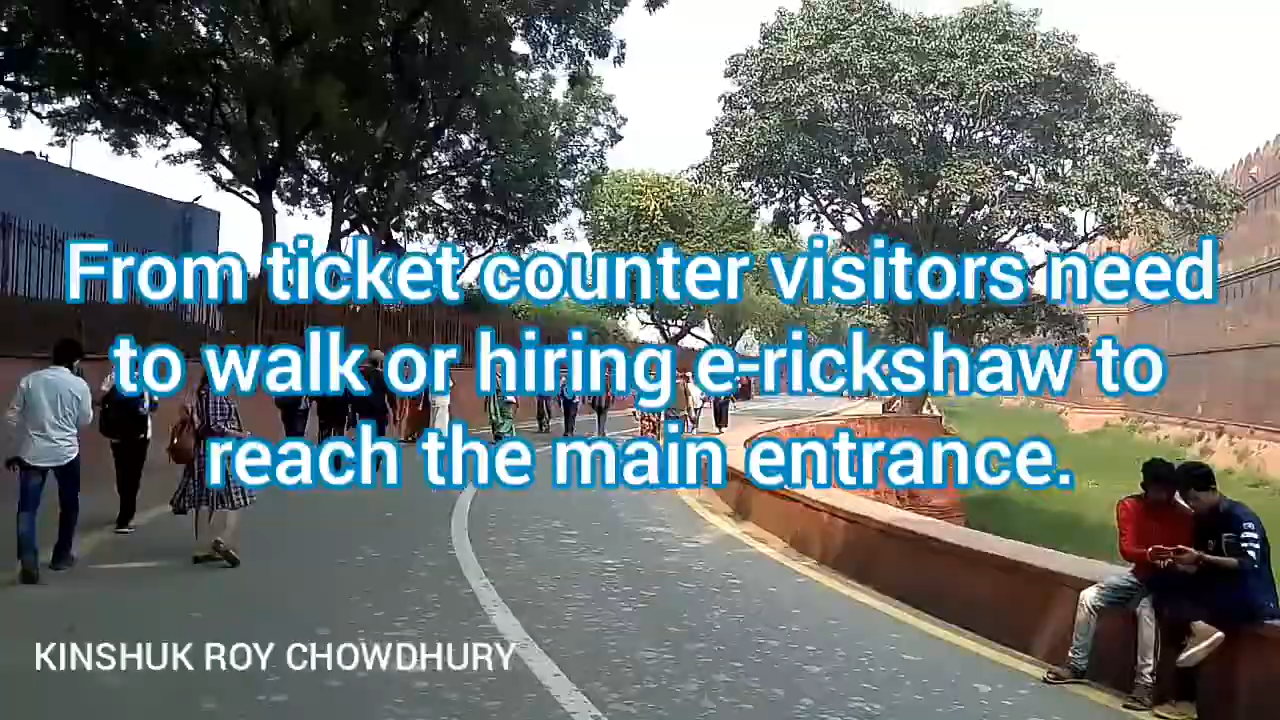 From ticket counter visitors need
to walk or hiring e-rickshaw to
reach the main entrance.
KINSHUK ROY CHOWDHURY